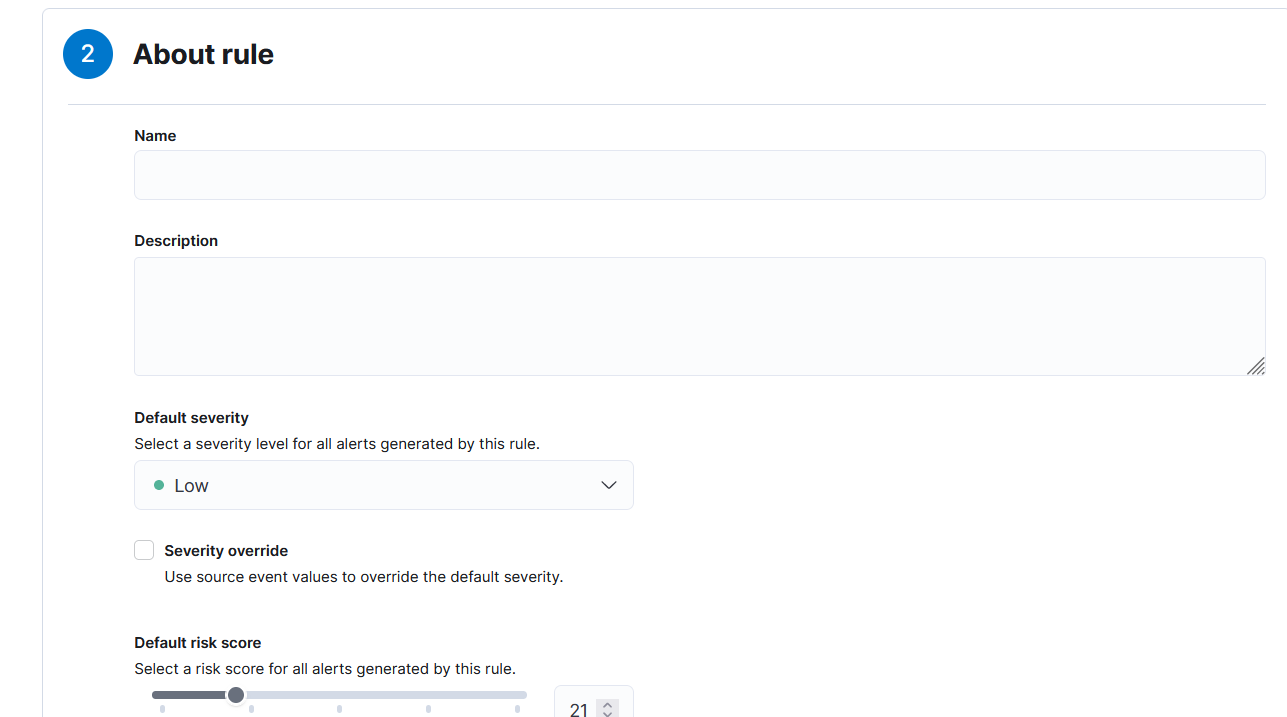 2
About rule
Name
Description
Default severity
Select a severity level for all alerts generated by this rule.
Low
Severity override
Use source event values to override the default severity.
Default risk score
Select a risk score for all alerts generated by this rule.
21